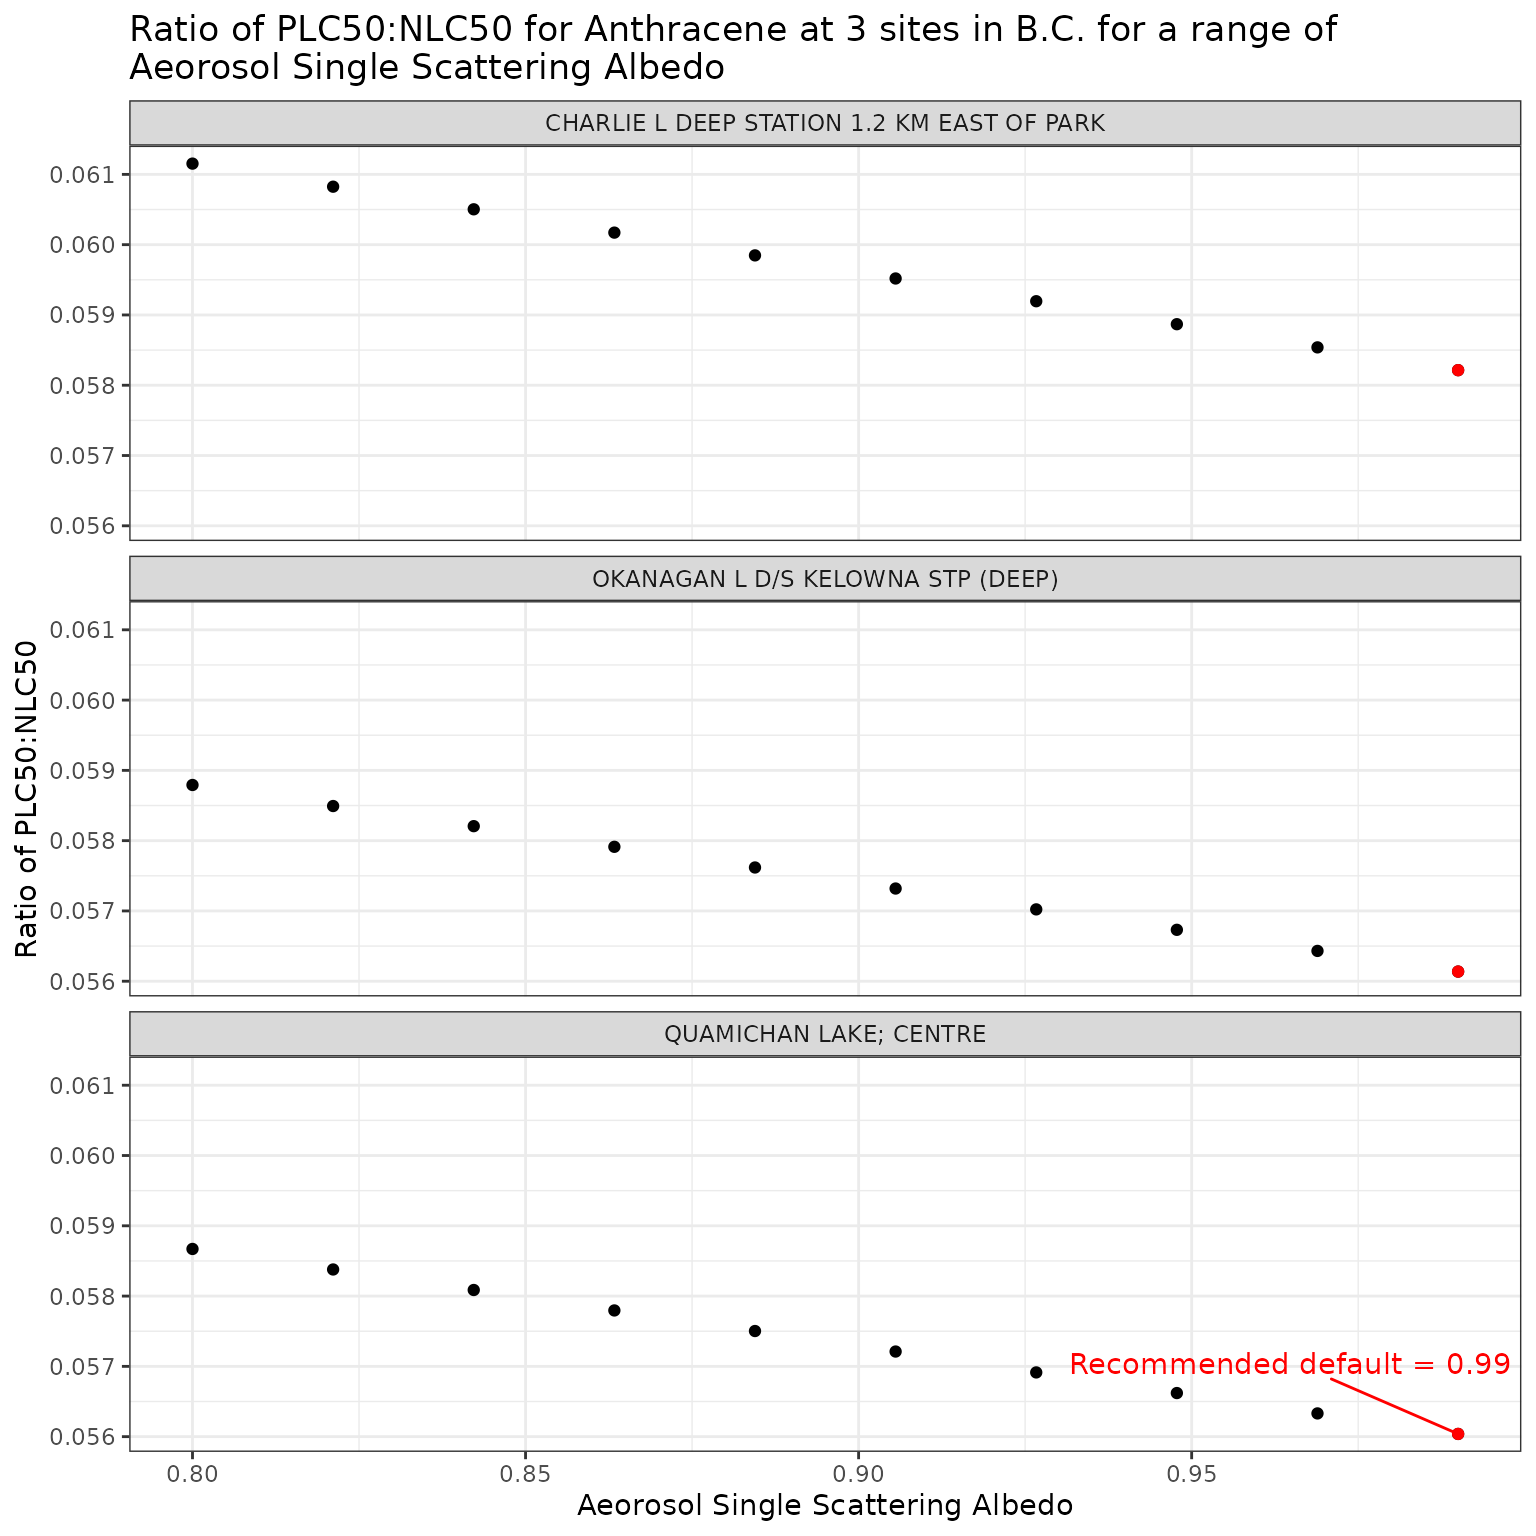 Ratio of PLC50:NLC50 for Anthracene at 3 sites in B.C. for a range of
Aeorosol Single Scattering Albedo
CHARLIE L DEEP STATION 1.2 KM EAST OF PARK
0.061
0.060
0.059
0.058
0.057
0.056
OKANAGAN L D/S KELOWNA STP (DEEP)
0.061
0.060
0.059
0.058
0.057
0.056
Ratio of PLC50:NLC50
QUAMICHAN LAKE; CENTRE
0.061
0.060
0.059
0.058
0.057
0.056
Recommended default = 0.99
0.80
0.85
0.90
0.95
Aeorosol Single Scattering Albedo